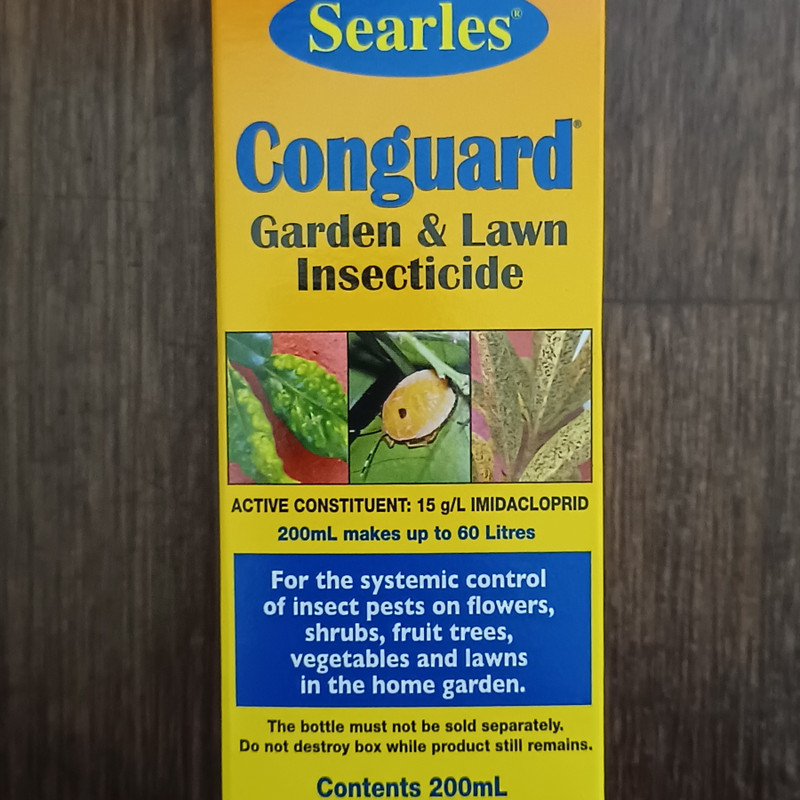 Searles®
Conguard®
Garden & Lawn
Insecticide
ACTIVE CONSTITUENT: 15 g/L IMIDACLOPRID
200mL makes up to 60 Litres
For the systemic control
of insect pests on flowers,
shrubs, fruit trees,
vegetables and lawns
in the home garden.
The bottle must not be sold separately.
Do not destroy box while product still remains.
Contents 200mL